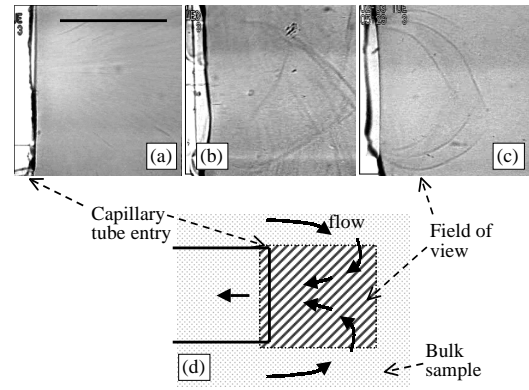 (a)
(b)
(c)
Capillary
tube entry
flow
Field of
view
Bulk
sample
(d)